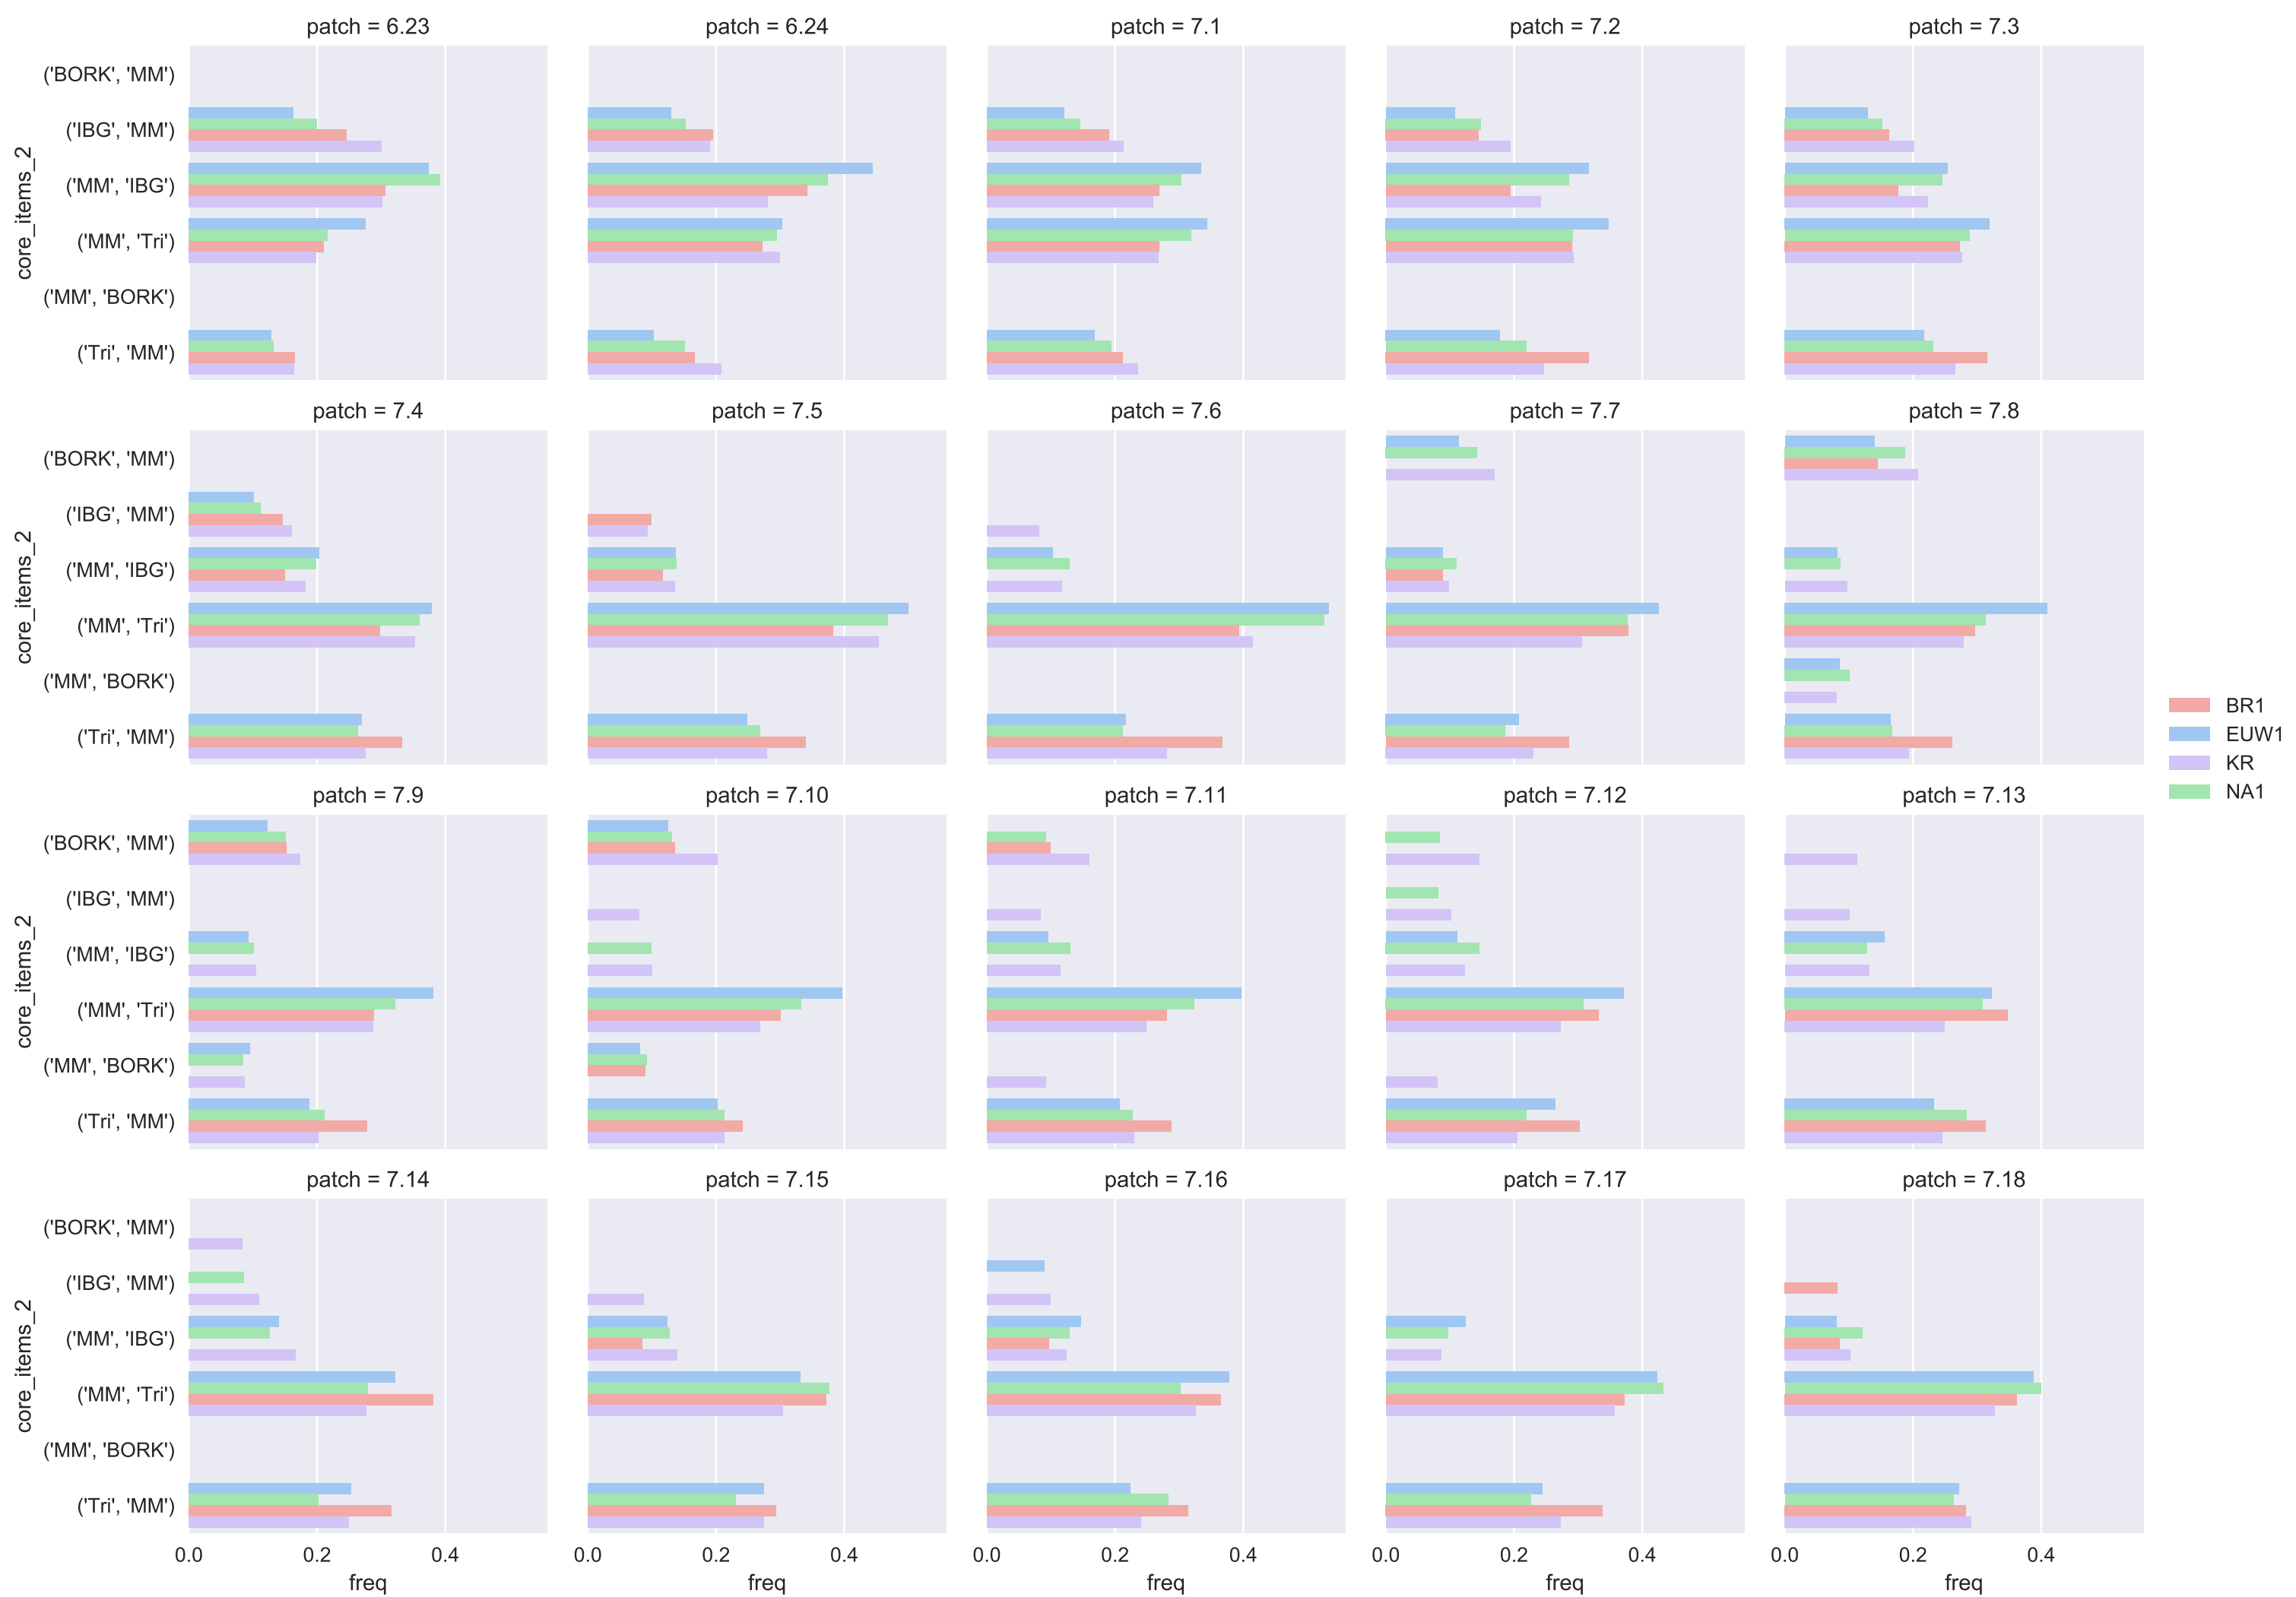 patch = 6.23
patch = 6.24
patch = 7.1
patch = 7.2
patch = 7.3
core_items_2
('BORK', 'MM')
('IBG', 'MM')
('MM', 'IBG')
('MM', 'Tri')
('MM', 'BORK')
('Tri', 'MM')
patch = 7.4
patch = 7.5
patch = 7.6
patch = 7.7
patch = 7.8
core_items_2
('BORK', 'MM')
('IBG', 'MM')
('MM', 'IBG')
('MM', 'Tri')
('MM', 'BORK')
('Tri', 'MM')
BR1
EUW1
KR
NA1
patch = 7.9
patch = 7.10
patch = 7.11
patch = 7.12
patch = 7.13
core_items_2
('BORK', 'MM')
('IBG', 'MM')
('MM', 'IBG')
('MM', 'Tri')
('MM', 'BORK')
('Tri', 'MM')
patch = 7.14
patch = 7.15
patch = 7.16
patch = 7.17
patch = 7.18
core_items_2
('BORK', 'MM')
('IBG', 'MM')
('MM', 'IBG')
('MM', 'Tri')
('MM', 'BORK')
('Tri', 'MM')
0.0 0.2 0.4
0.0 0.2 0.4
0.0 0.2 0.4
0.0 0.2 0.4
0.0 0.2 0.4
freq
freq
freq
freq
freq